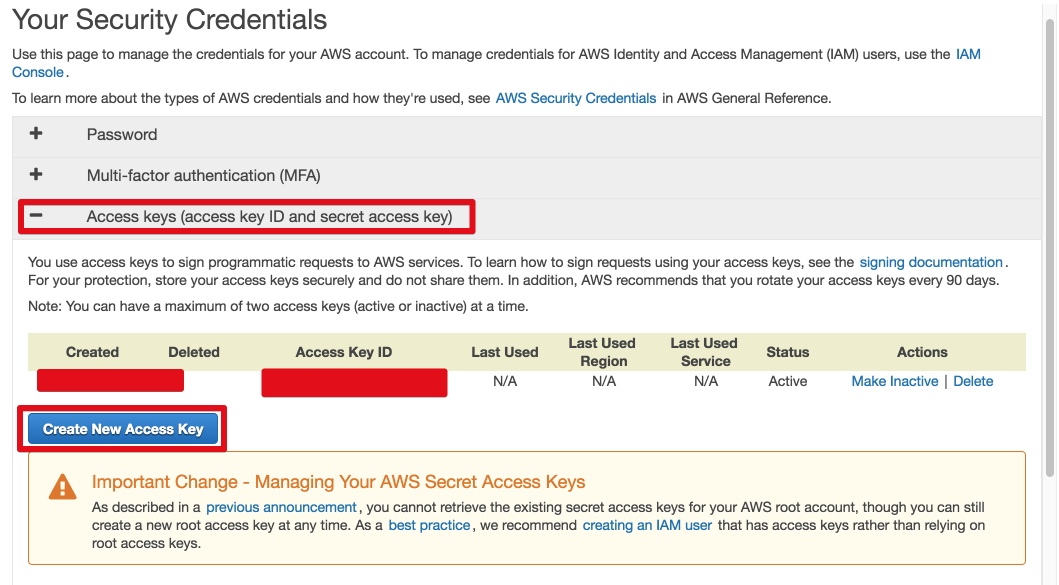 Your Security Credentials
Use this page to manage the credentials for your AWS account. To manage credentials for AWS Identity and Access Management (IAM) users, use the IAM
Console.
To learn more about the types of AWS credentials and how they're used, see AWS Security Credentials in AWS General Reference.
+ Password
+ Multi-factor authentication (MFA)
− Access keys (access key ID and secret access key)
You use access keys to sign programmatic requests to AWS services. To learn how to sign requests using your access keys, see the signing documentation.
For your protection, store your access keys securely and do not share them. In addition, AWS recommends that you rotate your access keys every 90 days.
Note: You can have a maximum of two access keys (active or inactive) at a time.
Created Deleted Access Key ID Last Used Last Used Region Last Used Service Status Actions
N/A N/A N/A Active Make Inactive | Delete
Create New Access Key
Important Change - Managing Your AWS Secret Access Keys
As described in a previous announcement, you cannot retrieve the existing secret access keys for your AWS root account, though you can still
create a new root access key at any time. As a best practice, we recommend creating an IAM user that has access keys rather than relying on
root access keys.